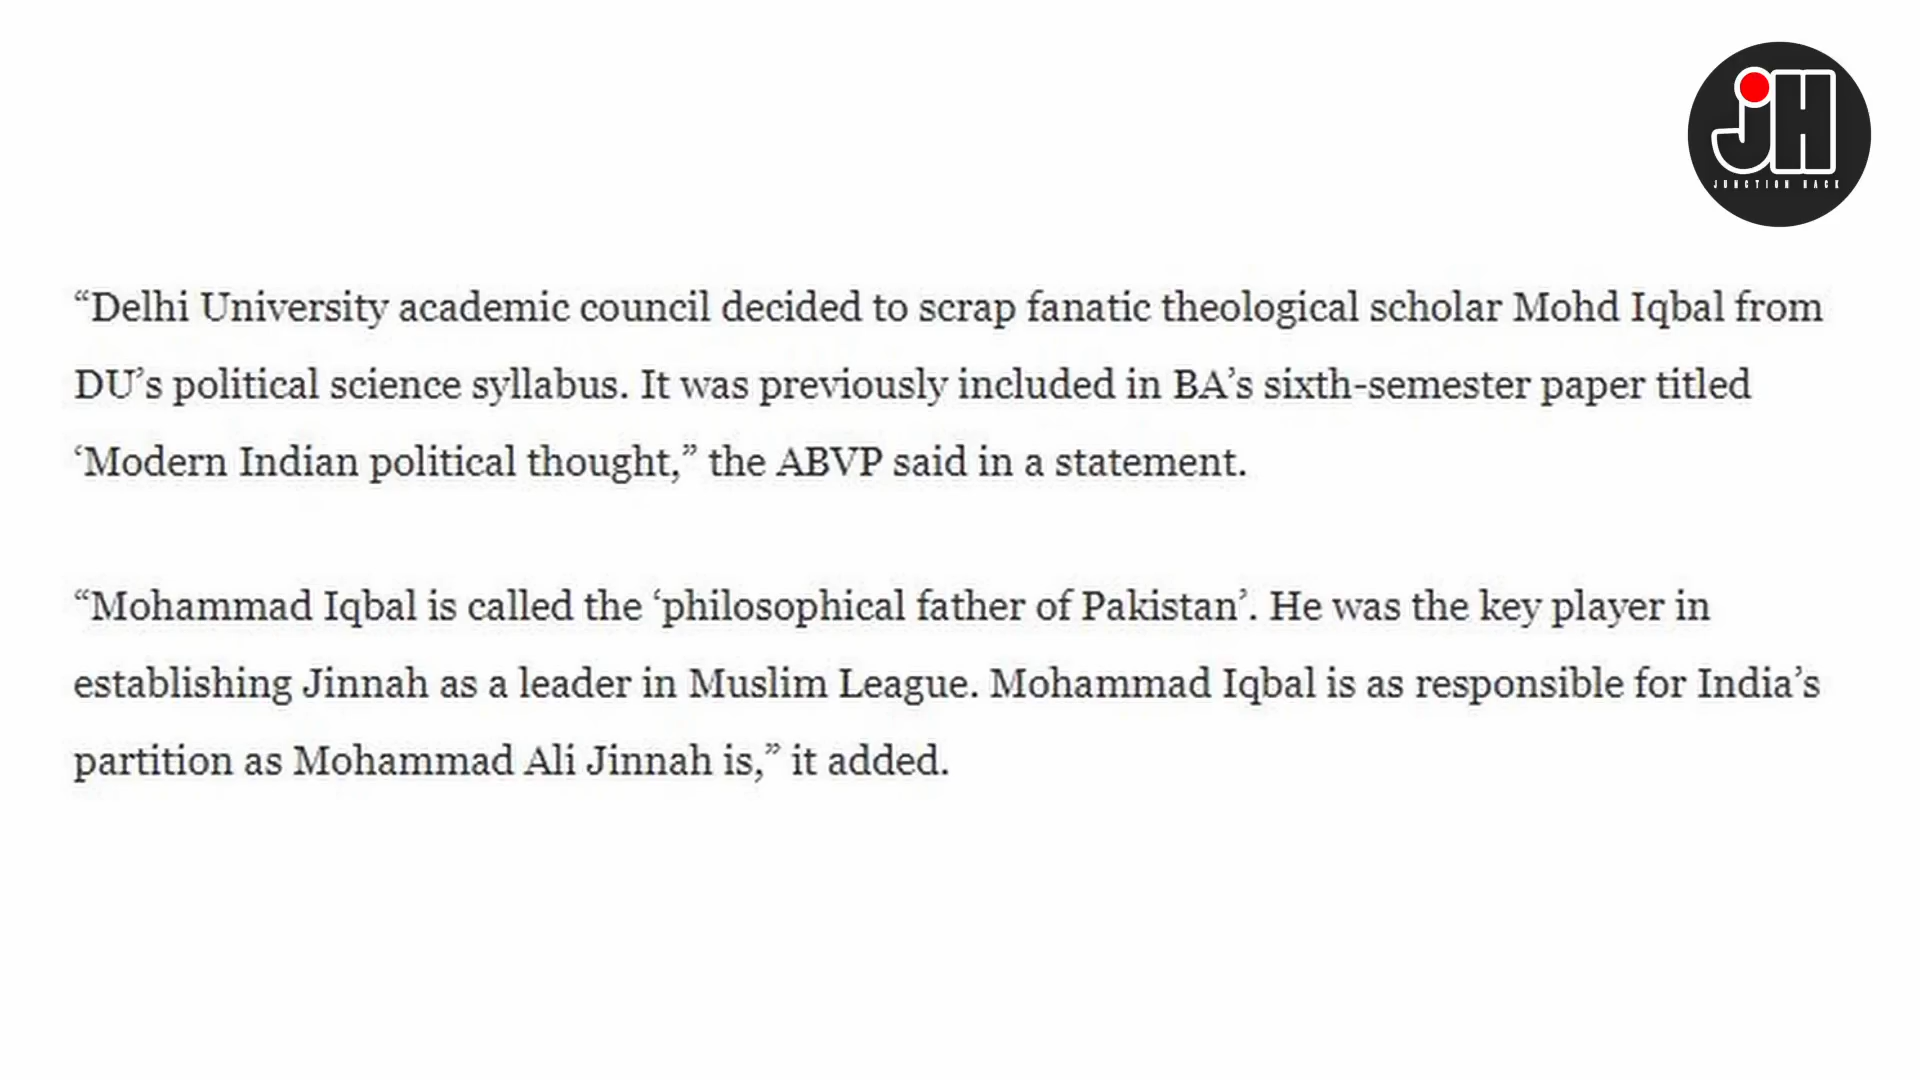 jH
JUNCTION HACK
“Delhi University academic council decided to scrap fanatic theological scholar Mohd Iqbal from
DU’s political science syllabus. It was previously included in BA’s sixth-semester paper titled
‘Modern Indian political thought,” the ABVP said in a statement.
“Mohammad Iqbal is called the ‘philosophical father of Pakistan’. He was the key player in
establishing Jinnah as a leader in Muslim League. Mohammad Iqbal is as responsible for India’s
partition as Mohammad Ali Jinnah is,” it added.